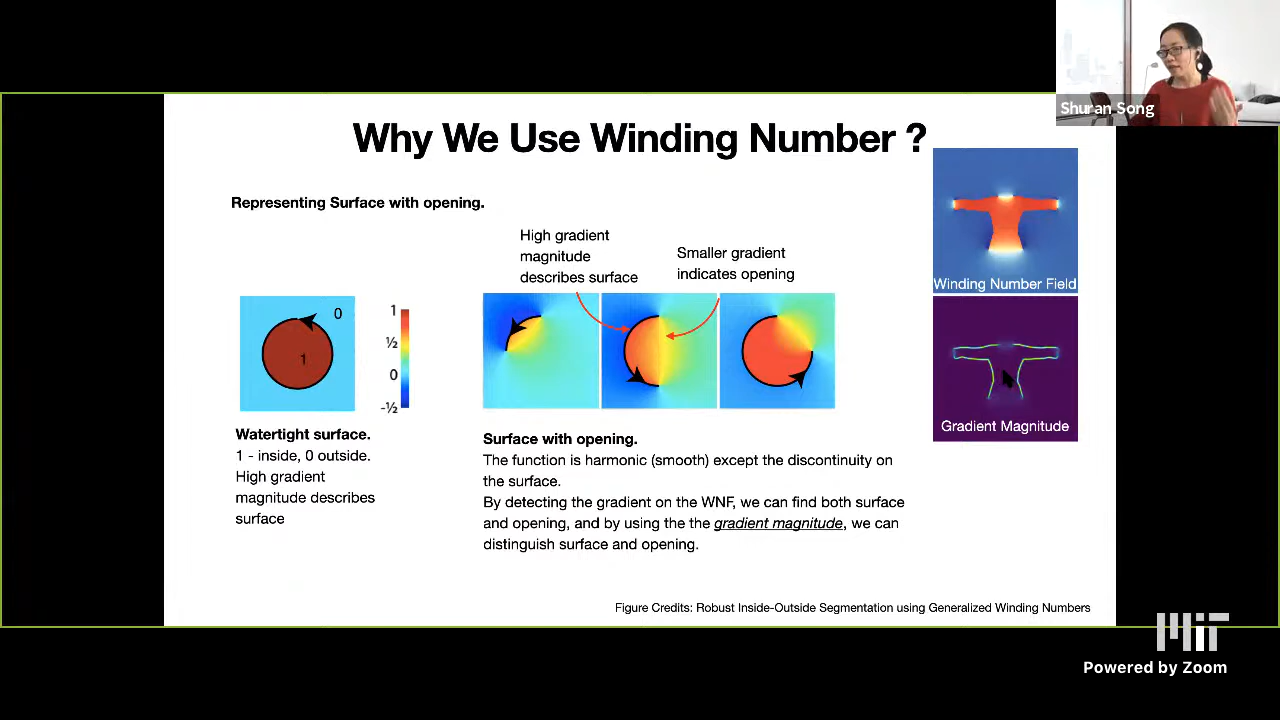 Shuran Song
Why We Use Winding Number ?
Representing Surface with opening.
High gradient
magnitude
describes surface
Smaller gradient
indicates opening
0
1
1
½
0
-½
Winding Number Field
Gradient Magnitude
Watertight surface.
1 - inside, 0 outside.
High gradient
magnitude describes
surface
Surface with opening.
The function is harmonic (smooth) except the discontinuity on
the surface.
By detecting the gradient on the WNF, we can find both surface
and opening, and by using the the gradient magnitude, we can
distinguish surface and opening.
Figure Credits: Robust Inside-Outside Segmentation using Generalized Winding Numbers
MIT
Powered by Zoom